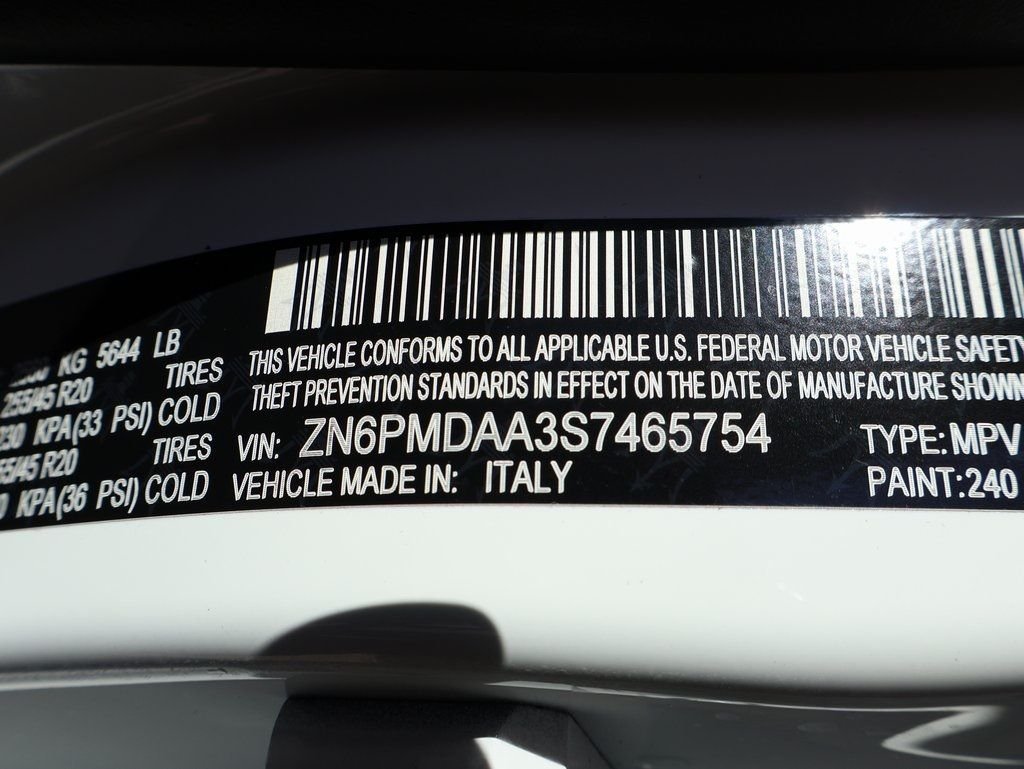 KG 5644 LB
255/45 R20 TIRES
KPA(33 PSI) COLD
R20 TIRES
KPA(36 PSI) COLD
THIS VEHICLE CONFORMS TO ALL APPLICABLE U.S. FEDERAL MOTOR VEHICLE SAFETY
THEFT PREVENTION STANDARDS IN EFFECT ON THE DATE OF MANUFACTURE SHOWN
VIN: ZN6PMDAA3S7465754 TYPE: MPV
VEHICLE MADE IN: ITALY PAINT: 240